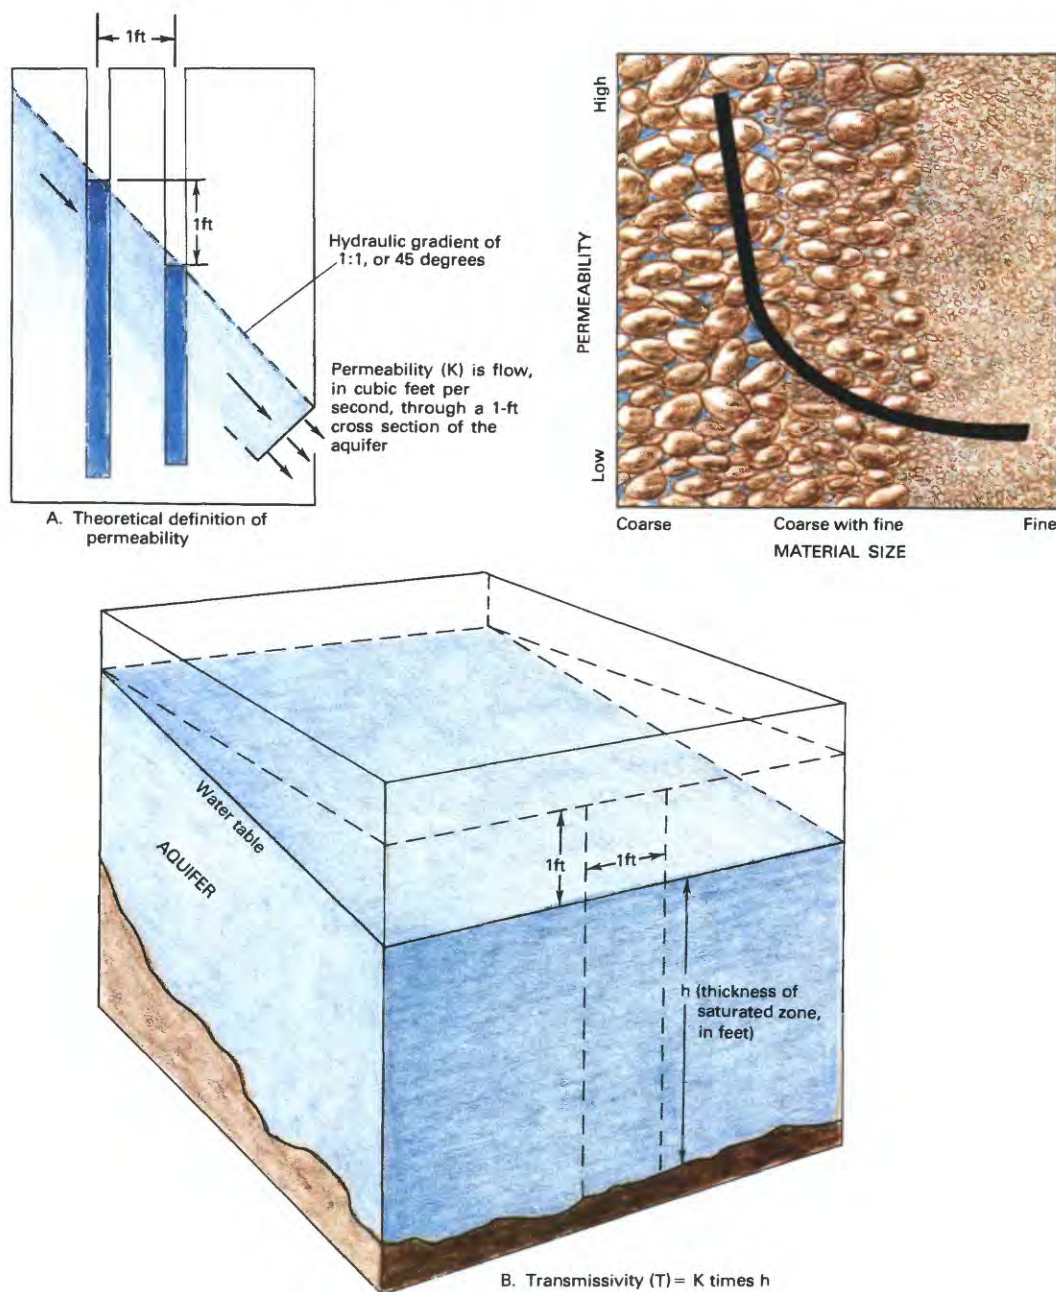 1ft
1ft
Hydraulic gradient of
1:1, or 45 degrees
Permeability (K) is flow,
in cubic feet per
second, through a 1-ft
cross section of the
aquifer
A. Theoretical definition of
permeability
High
PERMEABILITY
Low
Coarse
Coarse with fine
Fine
MATERIAL SIZE
Water table
AQUIFER
1ft
1ft
h (thickness of
saturated zone,
in feet)
B. Transmissivity (T) = K times h